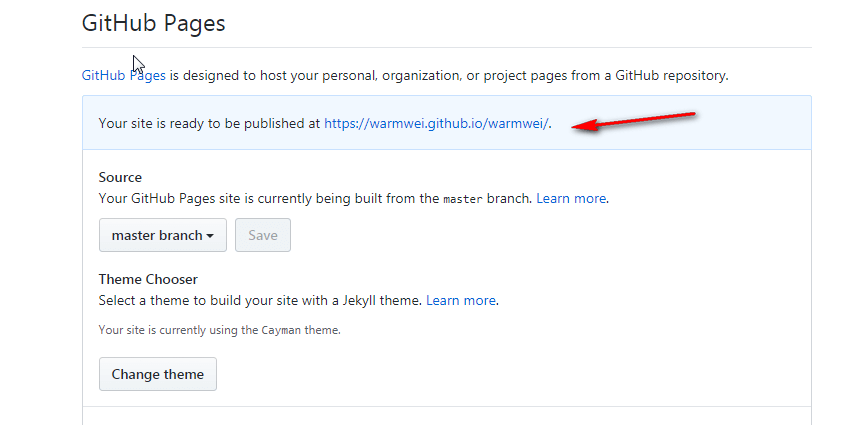 GitHub Pages
GitHub Pages is designed to host your personal, organization, or project pages from a GitHub repository.
Your site is ready to be published at https://warmwei.github.io/warmwei/.
Source
Your GitHub Pages site is currently being built from the master branch. Learn more.
master branch Save
Theme Chooser
Select a theme to build your site with a Jekyll theme. Learn more.
Your site is currently using the Cayman theme.
Change theme